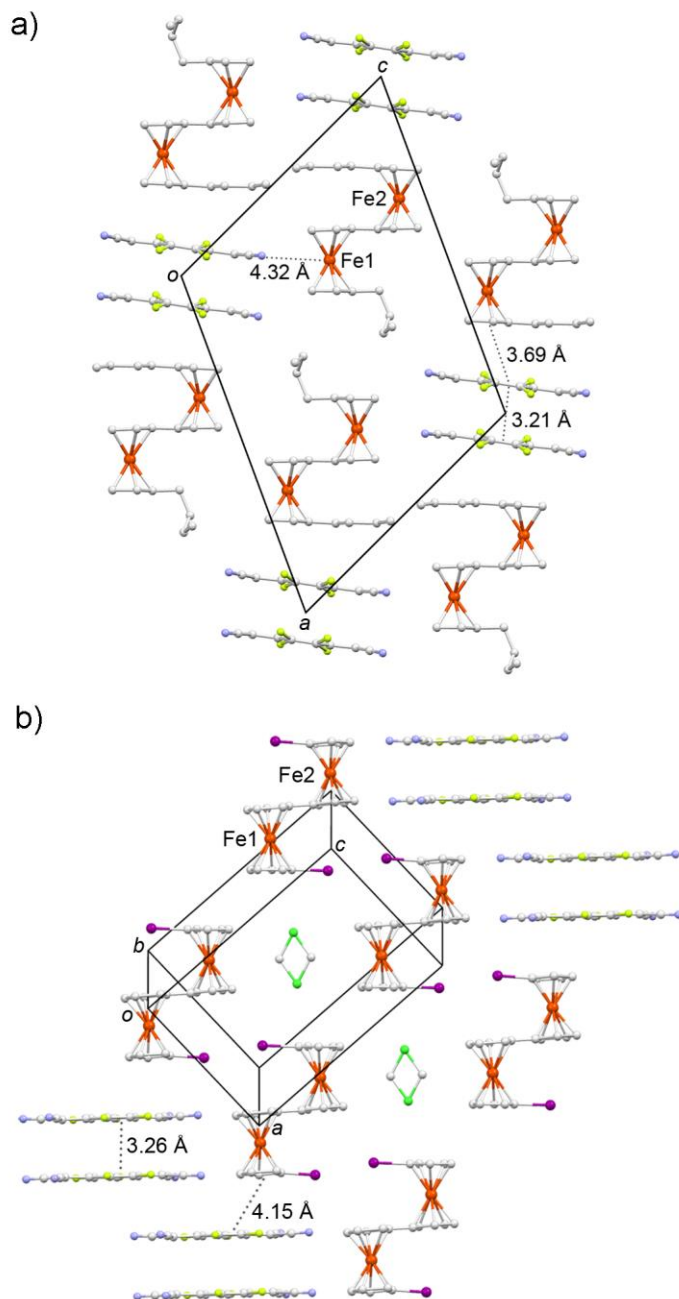 a)
c
Fe2
Fe1
4.32 Å
o
3.69 Å
3.21 Å
a
b)
Fe2
Fe1
c
b
o
a
3.26 Å
4.15 Å